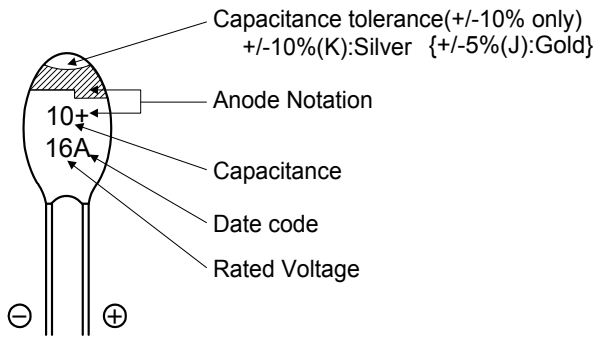 Capacitance tolerance(+/-10% only)
+/-10%(K):Silver {+/-5%(J):Gold}
Anode Notation
10+
16A
Capacitance
Date code
Rated Voltage
⊖ ⊕